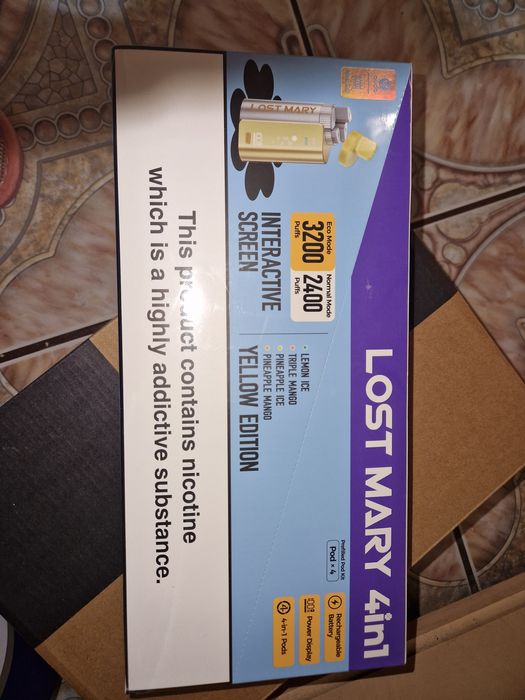 LOST MARY 4in1
Prefilled Pod Kit
Pod × 4
Rechargeable
Battery
Power Display
4-in-1 Pods
LOST MARY
Eco Mode
3200
Puffs
Normal Mode
2400
Puffs
INTERACTIVE
SCREEN
LEMON ICE
TRIPLE MANGO
PINEAPPLE ICE
PINEAPPLE MANGO
YELLOW EDITION
This product contains nicotine
which is a highly addictive substance.